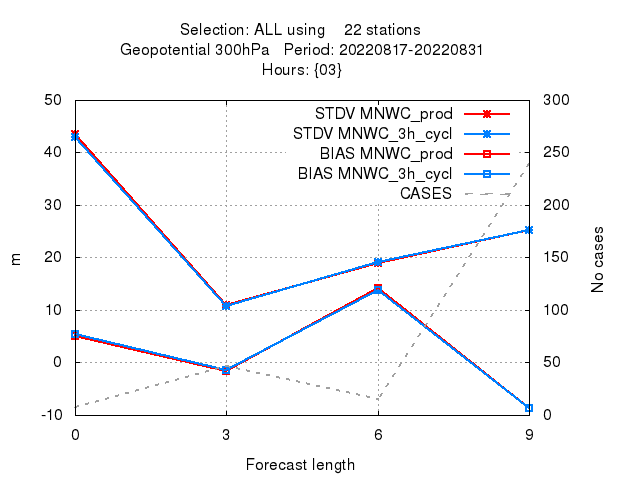 Selection: ALL using    22 stations
Geopotential 300hPa   Period: 20220817-20220831
Hours: {03}
50
40
30
20
10
0
-10
m
STDV MNWC_prod
STDV MNWC_3h_cycl
BIAS MNWC_prod
BIAS MNWC_3h_cycl
CASES
300
250
200
150
100
50
0
No cases
0 3 6 9
Forecast length